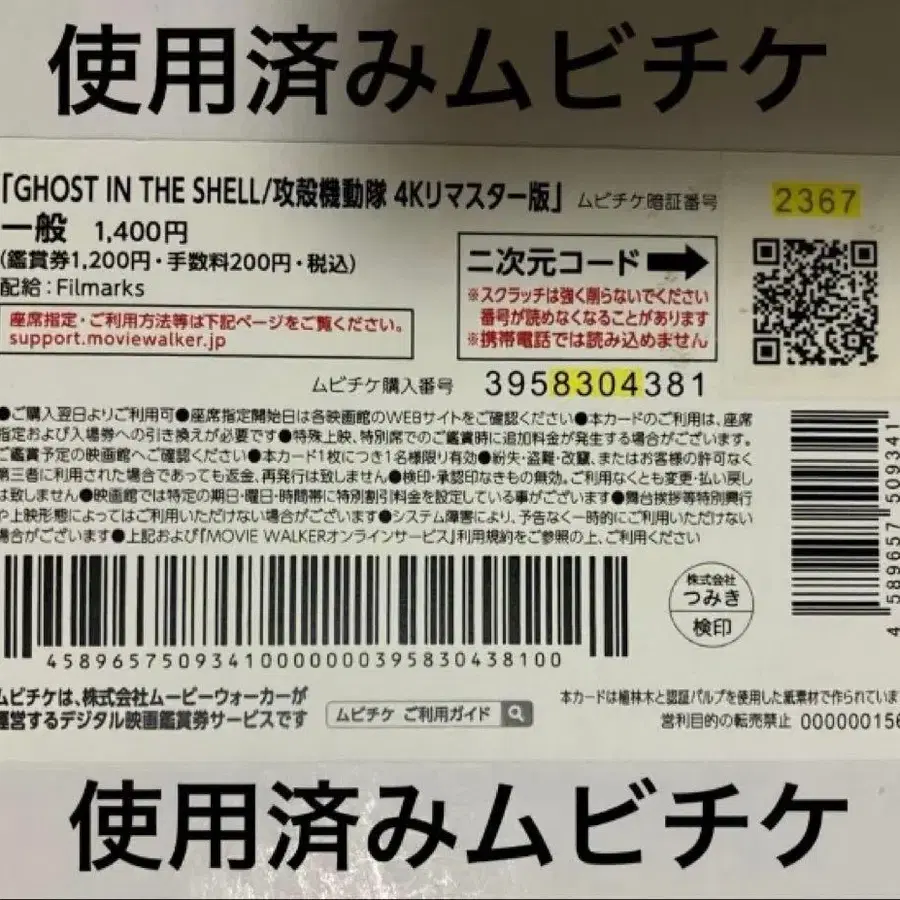 使用済みムビチケ
「GHOST IN THE SHELL/攻殻機動隊 4Kリマスター版」 ムビチケ暗証番号 2367
一般 1,400円
(鑑賞券1,200円・手数料200円・税込)
配給:Filmarks
二次元コード
※スクラッチは強く削らないでください
番号が読めなくなることがあります
※携帯電話では読み込めません
座席指定・ご利用方法等は下記ページをご覧ください。
support.moviewalker.jp
ムビチケ購入番号 3958304381
●ご購入翌日よりご利用可●座席指定開始日は各映画館のWEBサイトをご確認ください●本カードのご利用は、座席
指定および入場券への引き換えが必要です●特殊上映、特別席でのご鑑賞時に追加料金が発生する場合がございます。
ご鑑賞予定の映画館へご確認ください●本カード1枚につき1名様限り有効●紛失・盗難・改竄、またはお客様の許可なく
第三者に利用された場合であっても返金、再発行は致しません●検印・承認印なきもの無効。ご利用なくとも変更・払い戻し
は致しません●映画館では特定の期日・曜日・時間帯に特別割引料金を設定している事がございます●舞台挨拶等特別興行
や上映形態によってはご利用いただけない場合がございます●システム障害により、予告なく一時的にご利用いただけない
場合がございます●上記および『MOVIE WALKERオンラインサービス』利用規約をご参照の上、ご利用ください
4 589657 509341
株式会社
つみき
検印
45896575093410000000395830438100
ムビチケは、株式会社ムービーウォーカーが
運営するデジタル映画鑑賞券サービスです
ムビチケ ご利用ガイド
本カードは植林木と認証パルプを使用した紙素材で作られています
営利目的の転売禁止 000000156
使用済みムビチケ